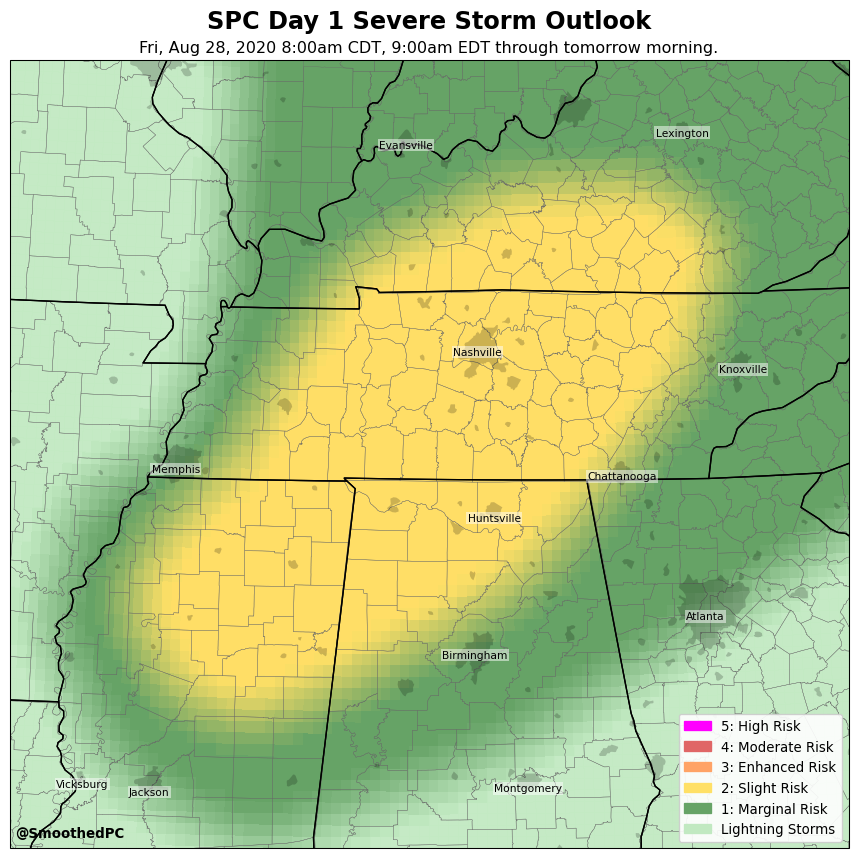 SPC Day 1 Severe Storm Outlook
Fri, Aug 28, 2020 8:00am CDT, 9:00am EDT through tomorrow morning.
Lexington
Evansville
Nashville
Knoxville
Memphis
Chattanooga
Huntsville
Atlanta
Birmingham
Vicksburg
Jackson
Montgomery
5: High Risk
4: Moderate Risk
3: Enhanced Risk
2: Slight Risk
1: Marginal Risk
Lightning Storms
@SmoothedPC